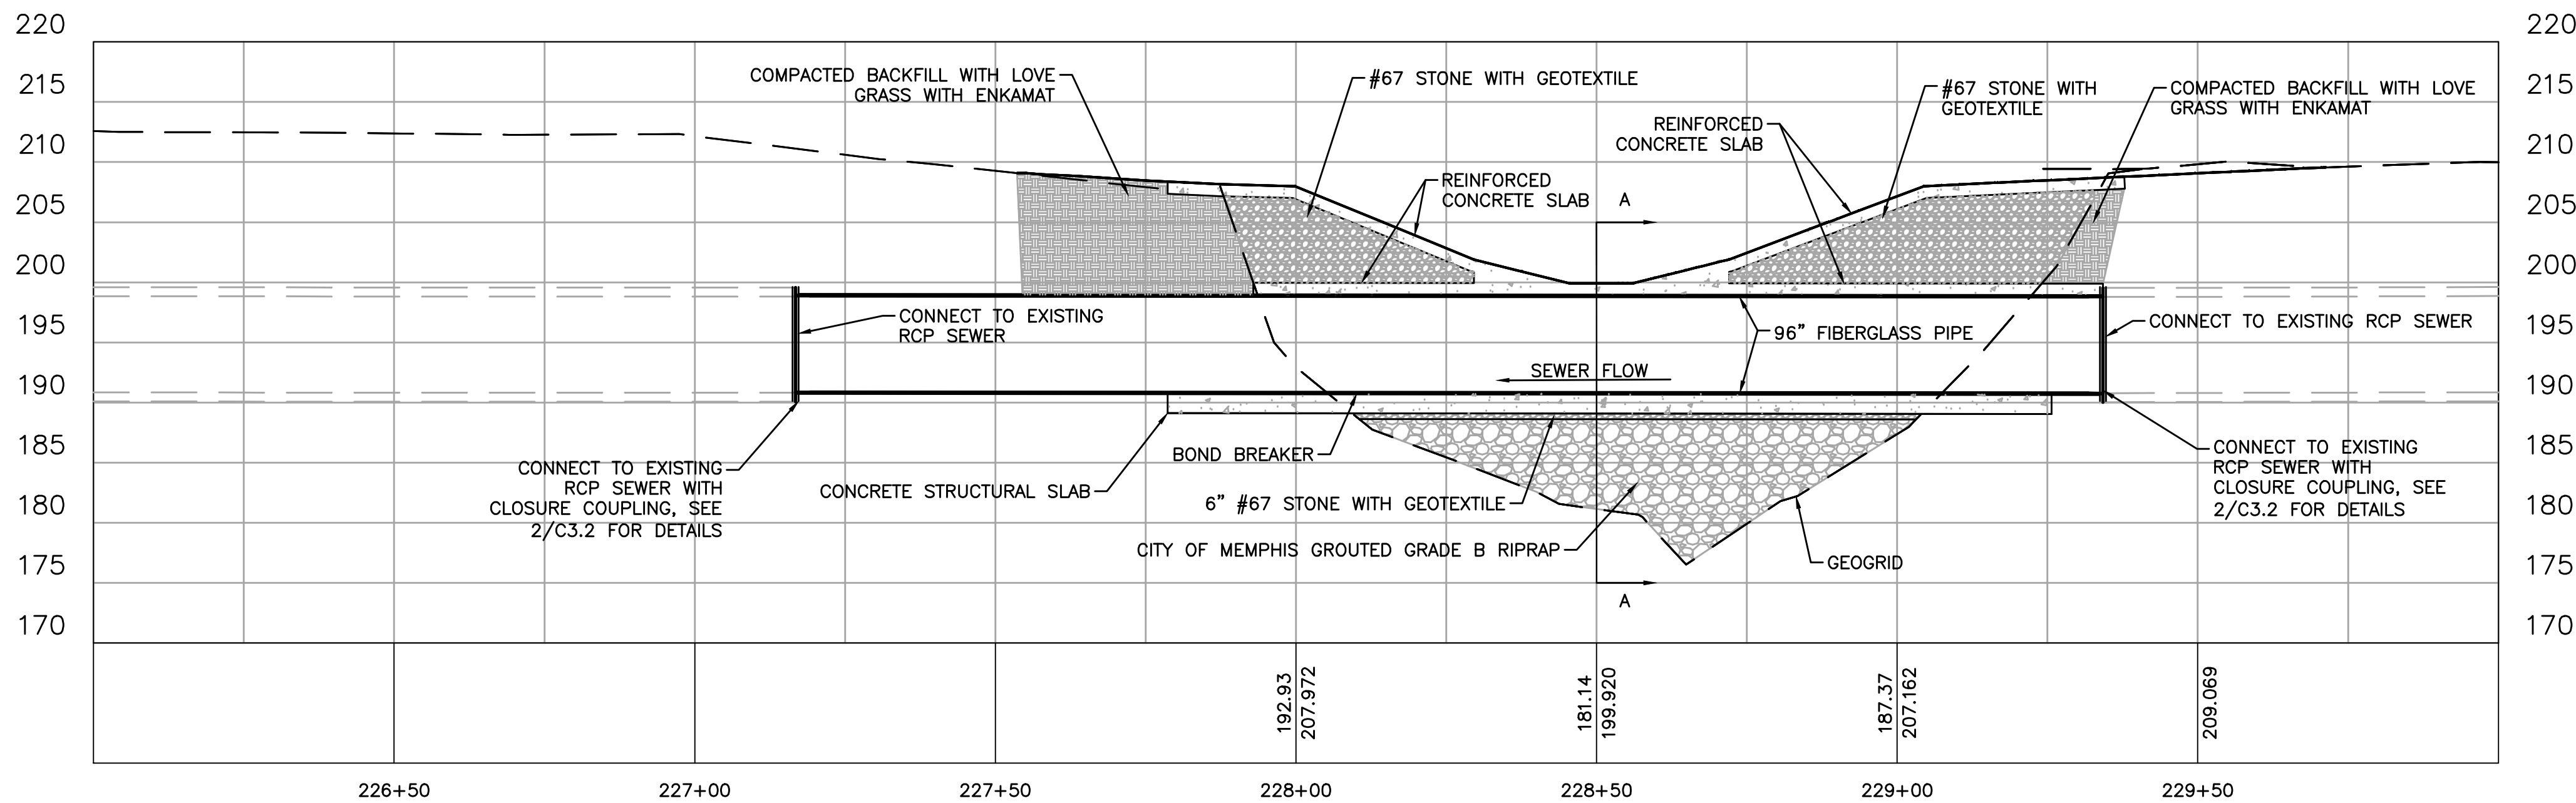 220
215
210
205
200
195
190
185
180
175
170
COMPACTED BACKFILL WITH LOVE
GRASS WITH ENKAMAT
#67 STONE WITH GEOTEXTILE
REINFORCED
CONCRETE SLAB
A
REINFORCED
CONCRETE SLAB
#67 STONE WITH
GEOTEXTILE
COMPACTED BACKFILL WITH LOVE
GRASS WITH ENKAMAT
CONNECT TO EXISTING
RCP SEWER
SEWER FLOW
96" FIBERGLASS PIPE
CONNECT TO EXISTING RCP SEWER
CONNECT TO EXISTING
RCP SEWER WITH
CLOSURE COUPLING, SEE
2/C3.2 FOR DETAILS
CONCRETE STRUCTURAL SLAB
BOND BREAKER
6" #67 STONE WITH GEOTEXTILE
CITY OF MEMPHIS GROUTED GRADE B RIPRAP
A
GEOGRID
CONNECT TO EXISTING
RCP SEWER WITH
CLOSURE COUPLING, SEE
2/C3.2 FOR DETAILS
220
215
210
205
200
195
190
185
180
175
170
192.93
207.972
181.14
199.920
187.37
207.162
209.069
226+50
227+00
227+50
228+00
228+50
229+00
229+50